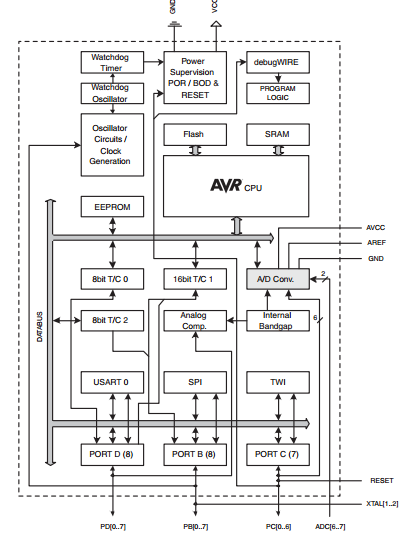 GND
VCC
Watchdog
Timer
Watchdog
Oscillator
Oscillator
Circuits /
Clock
Generation
Power
Supervision
POR / BOD &
RESET
debugWIRE
PROGRAM
LOGIC
Flash
SRAM
AVR CPU
EEPROM
DATABUS
8bit T/C 0
16bit T/C 1
A/D Conv.
AVCC
AREF
GND
2
8bit T/C 2
Analog
Comp.
Internal
Bandgap
6
USART 0
SPI
TWI
PORT D (8)
PORT B (8)
PORT C (7)
RESET
XTAL[1..2]
PD[0..7]
PB[0..7]
PC[0..6]
ADC[6..7]